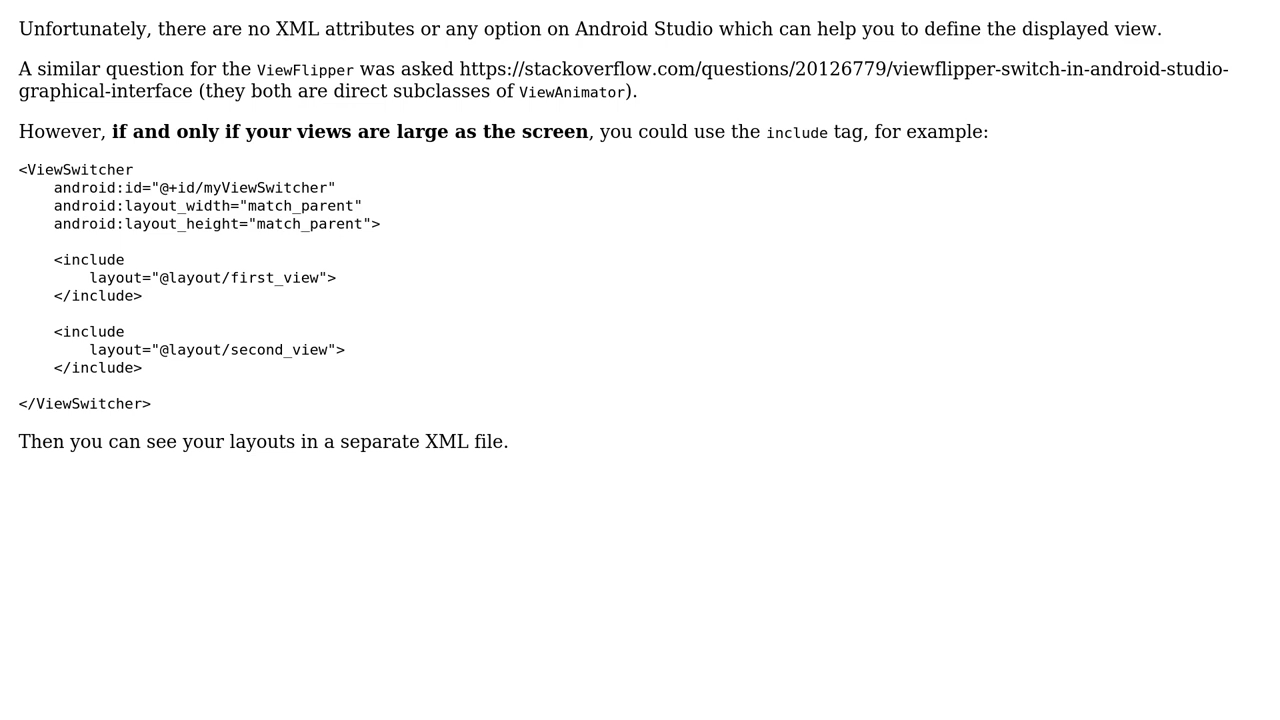 Unfortunately, there are no XML attributes or any option on Android Studio which can help you to define the displayed view.
A similar question for the ViewFlipper was asked https://stackoverflow.com/questions/20126779/viewflipper-switch-in-android-studio-
graphical-interface (they both are direct subclasses of ViewAnimator).
However, if and only if your views are large as the screen, you could use the include tag, for example:
<ViewSwitcher
    android:id="@+id/myViewSwitcher"
    android:layout_width="match_parent"
    android:layout_height="match_parent">
    <include
        layout="@layout/first_view">
    </include>
    <include
        layout="@layout/second_view">
    </include>
</ViewSwitcher>
Then you can see your layouts in a separate XML file.